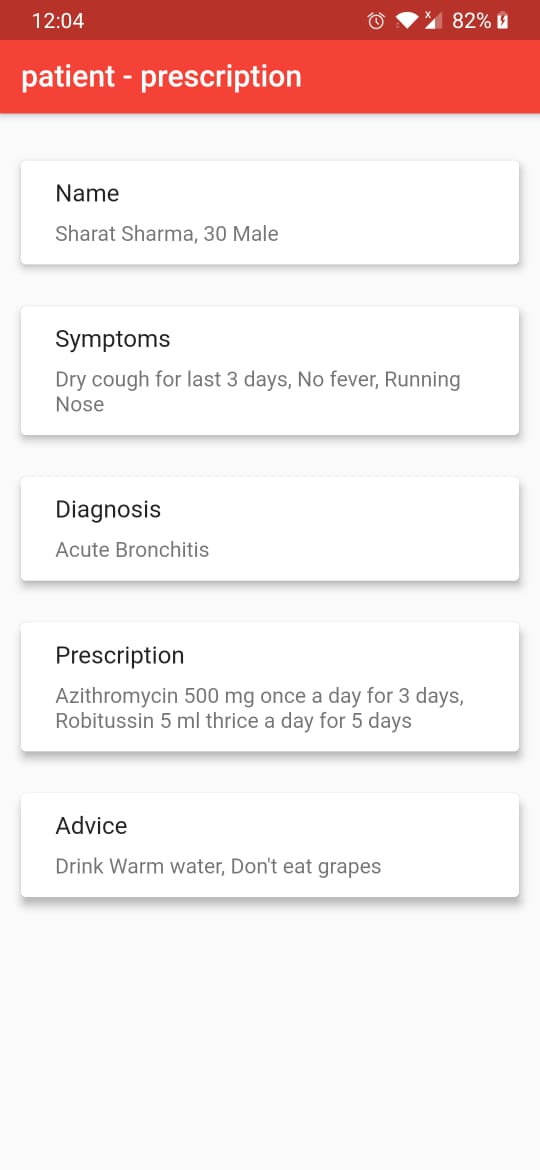 12:04
82%
patient - prescription
Name
Sharat Sharma, 30 Male
Symptoms
Dry cough for last 3 days, No fever, Running
Nose
Diagnosis
Acute Bronchitis
Prescription
Azithromycin 500 mg once a day for 3 days,
Robitussin 5 ml thrice a day for 5 days
Advice
Drink Warm water, Don't eat grapes